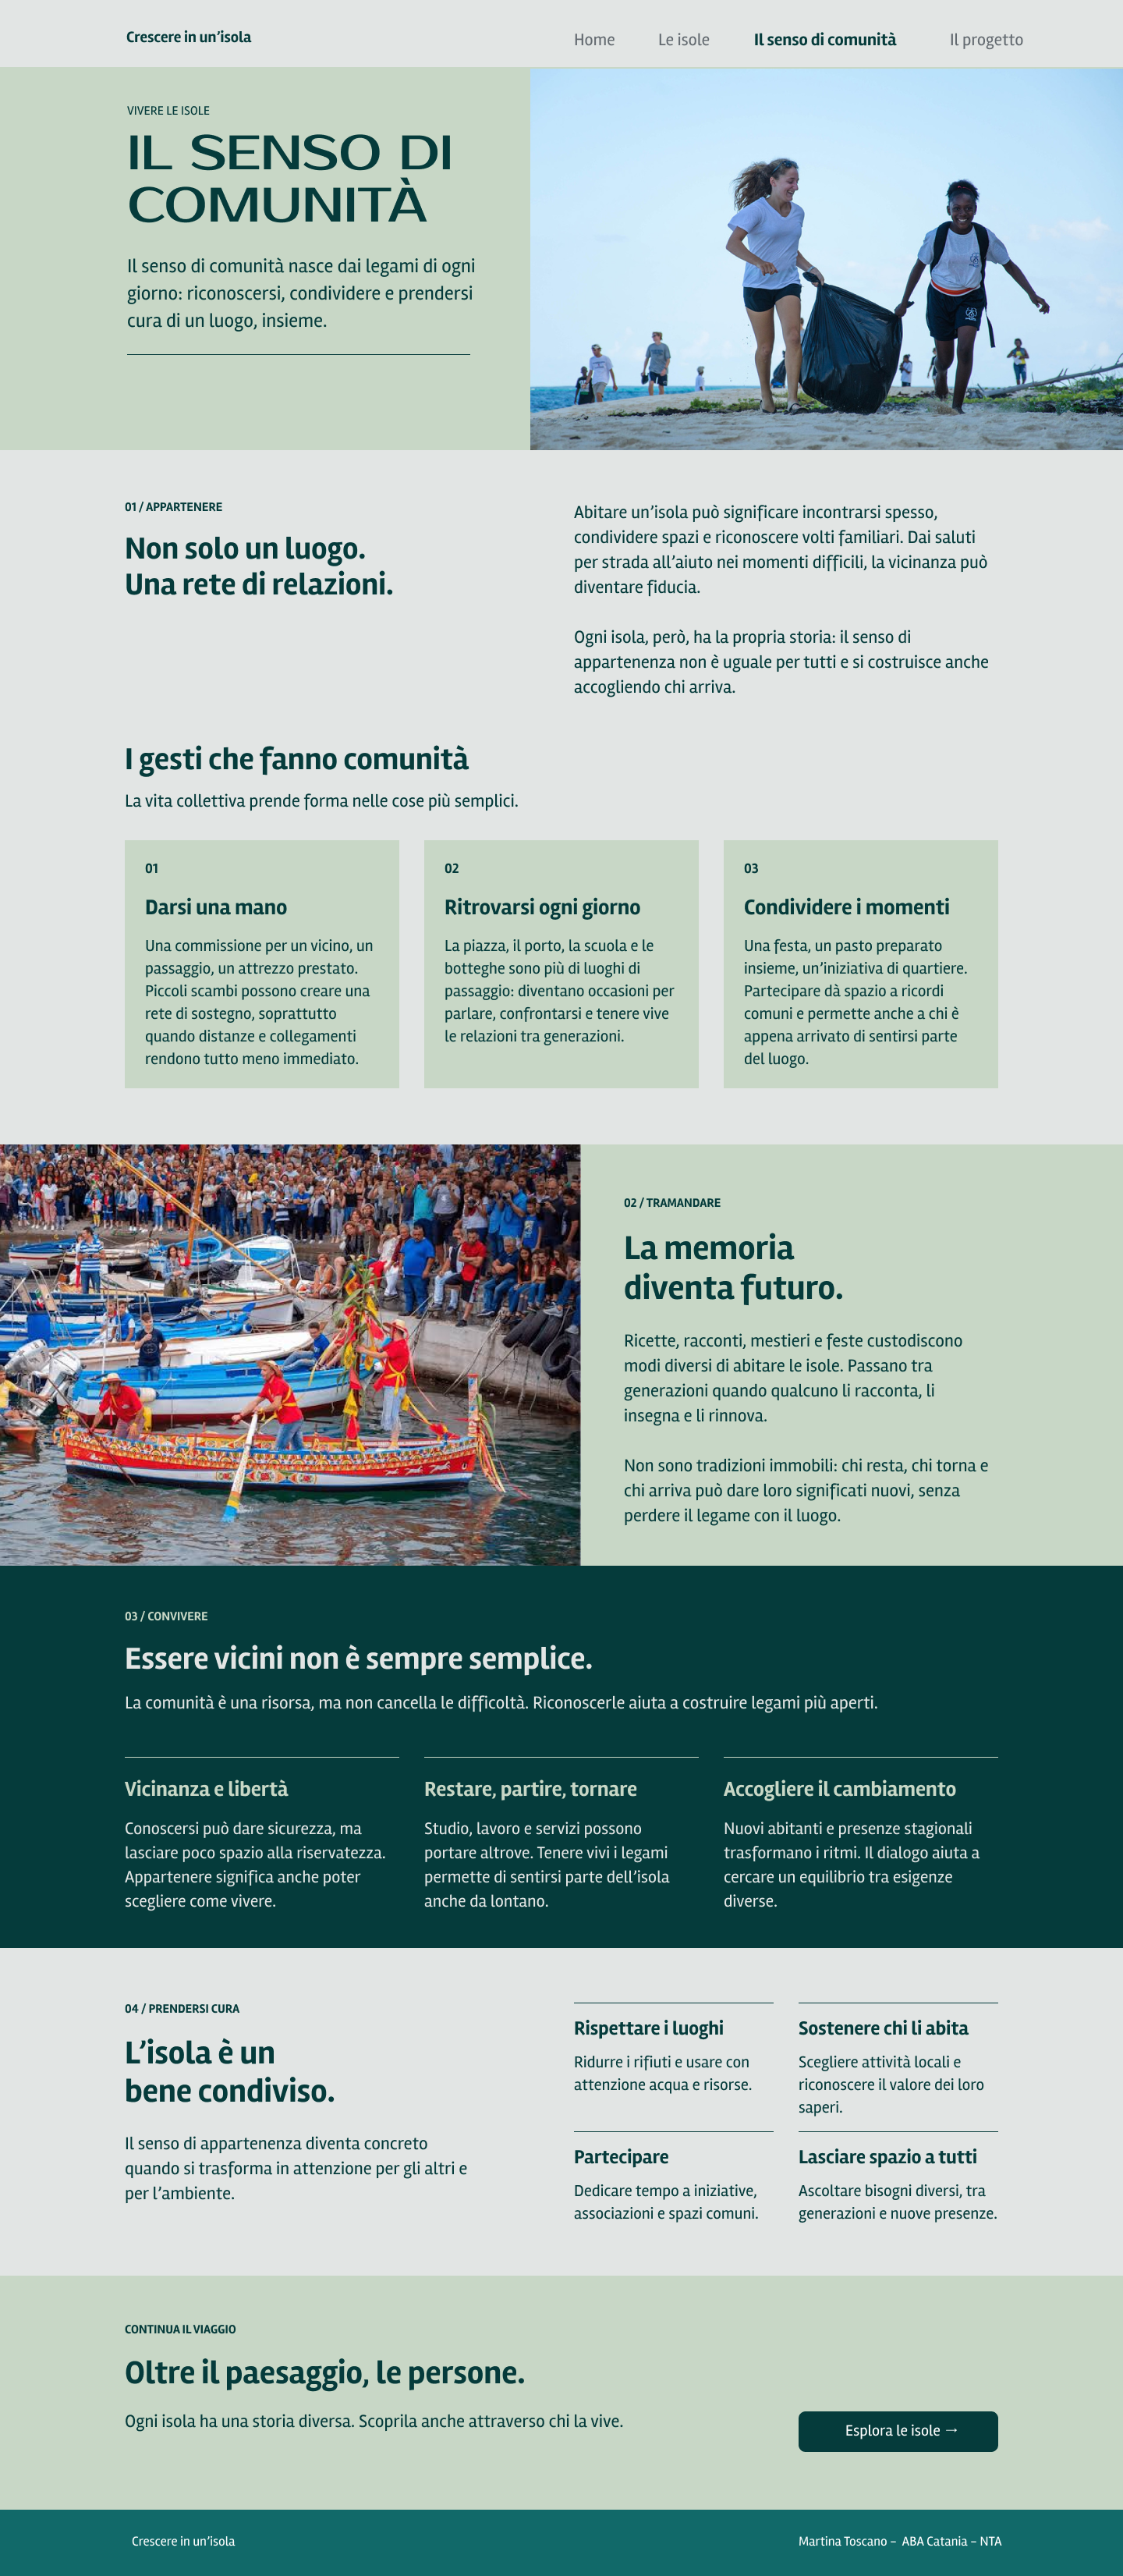 Crescere in un’isola
Home
Le isole
Il senso di comunità
Il progetto
VIVERE LE ISOLE
IL SENSO DI
COMUNITÀ
Il senso di comunità nasce dai legami di ogni
giorno: riconoscersi, condividere e prendersi
cura di un luogo, insieme.
01 / APPARTENERE
Non solo un luogo.
Una rete di relazioni.
Abitare un’isola può significare incontrarsi spesso,
condividere spazi e riconoscere volti familiari. Dai saluti
per strada all’aiuto nei momenti difficili, la vicinanza può
diventare fiducia.
Ogni isola, però, ha la propria storia: il senso di
appartenenza non è uguale per tutti e si costruisce anche
accogliendo chi arriva.
I gesti che fanno comunità
La vita collettiva prende forma nelle cose più semplici.
01
Darsi una mano
Una commissione per un vicino, un
passaggio, un attrezzo prestato.
Piccoli scambi possono creare una
rete di sostegno, soprattutto
quando distanze e collegamenti
rendono tutto meno immediato.
02
Ritrovarsi ogni giorno
La piazza, il porto, la scuola e le
botteghe sono più di luoghi di
passaggio: diventano occasioni per
parlare, confrontarsi e tenere vive
le relazioni tra generazioni.
03
Condividere i momenti
Una festa, un pasto preparato
insieme, un’iniziativa di quartiere.
Partecipare dà spazio a ricordi
comuni e permette anche a chi è
appena arrivato di sentirsi parte
del luogo.
02 / TRAMANDARE
La memoria
diventa futuro.
Ricette, racconti, mestieri e feste custodiscono
modi diversi di abitare le isole. Passano tra
generazioni quando qualcuno li racconta, li
insegna e li rinnova.
Non sono tradizioni immobili: chi resta, chi torna e
chi arriva può dare loro significati nuovi, senza
perdere il legame con il luogo.
03 / CONVIVERE
Essere vicini non è sempre semplice.
La comunità è una risorsa, ma non cancella le difficoltà. Riconoscerle aiuta a costruire legami più aperti.
Vicinanza e libertà
Conoscersi può dare sicurezza, ma
lasciare poco spazio alla riservatezza.
Appartenere significa anche poter
scegliere come vivere.
Restare, partire, tornare
Studio, lavoro e servizi possono
portare altrove. Tenere vivi i legami
permette di sentirsi parte dell’isola
anche da lontano.
Accogliere il cambiamento
Nuovi abitanti e presenze stagionali
trasformano i ritmi. Il dialogo aiuta a
cercare un equilibrio tra esigenze
diverse.
04 / PRENDERSI CURA
L’isola è un
bene condiviso.
Il senso di appartenenza diventa concreto
quando si trasforma in attenzione per gli altri e
per l’ambiente.
Rispettare i luoghi
Ridurre i rifiuti e usare con
attenzione acqua e risorse.
Sostenere chi li abita
Scegliere attività locali e
riconoscere il valore dei loro
saperi.
Partecipare
Dedicare tempo a iniziative,
associazioni e spazi comuni.
Lasciare spazio a tutti
Ascoltare bisogni diversi, tra
generazioni e nuove presenze.
CONTINUA IL VIAGGIO
Oltre il paesaggio, le persone.
Ogni isola ha una storia diversa. Scoprila anche attraverso chi la vive.
Esplora le isole →
Crescere in un’isola
Martina Toscano – ABA Catania – NTA